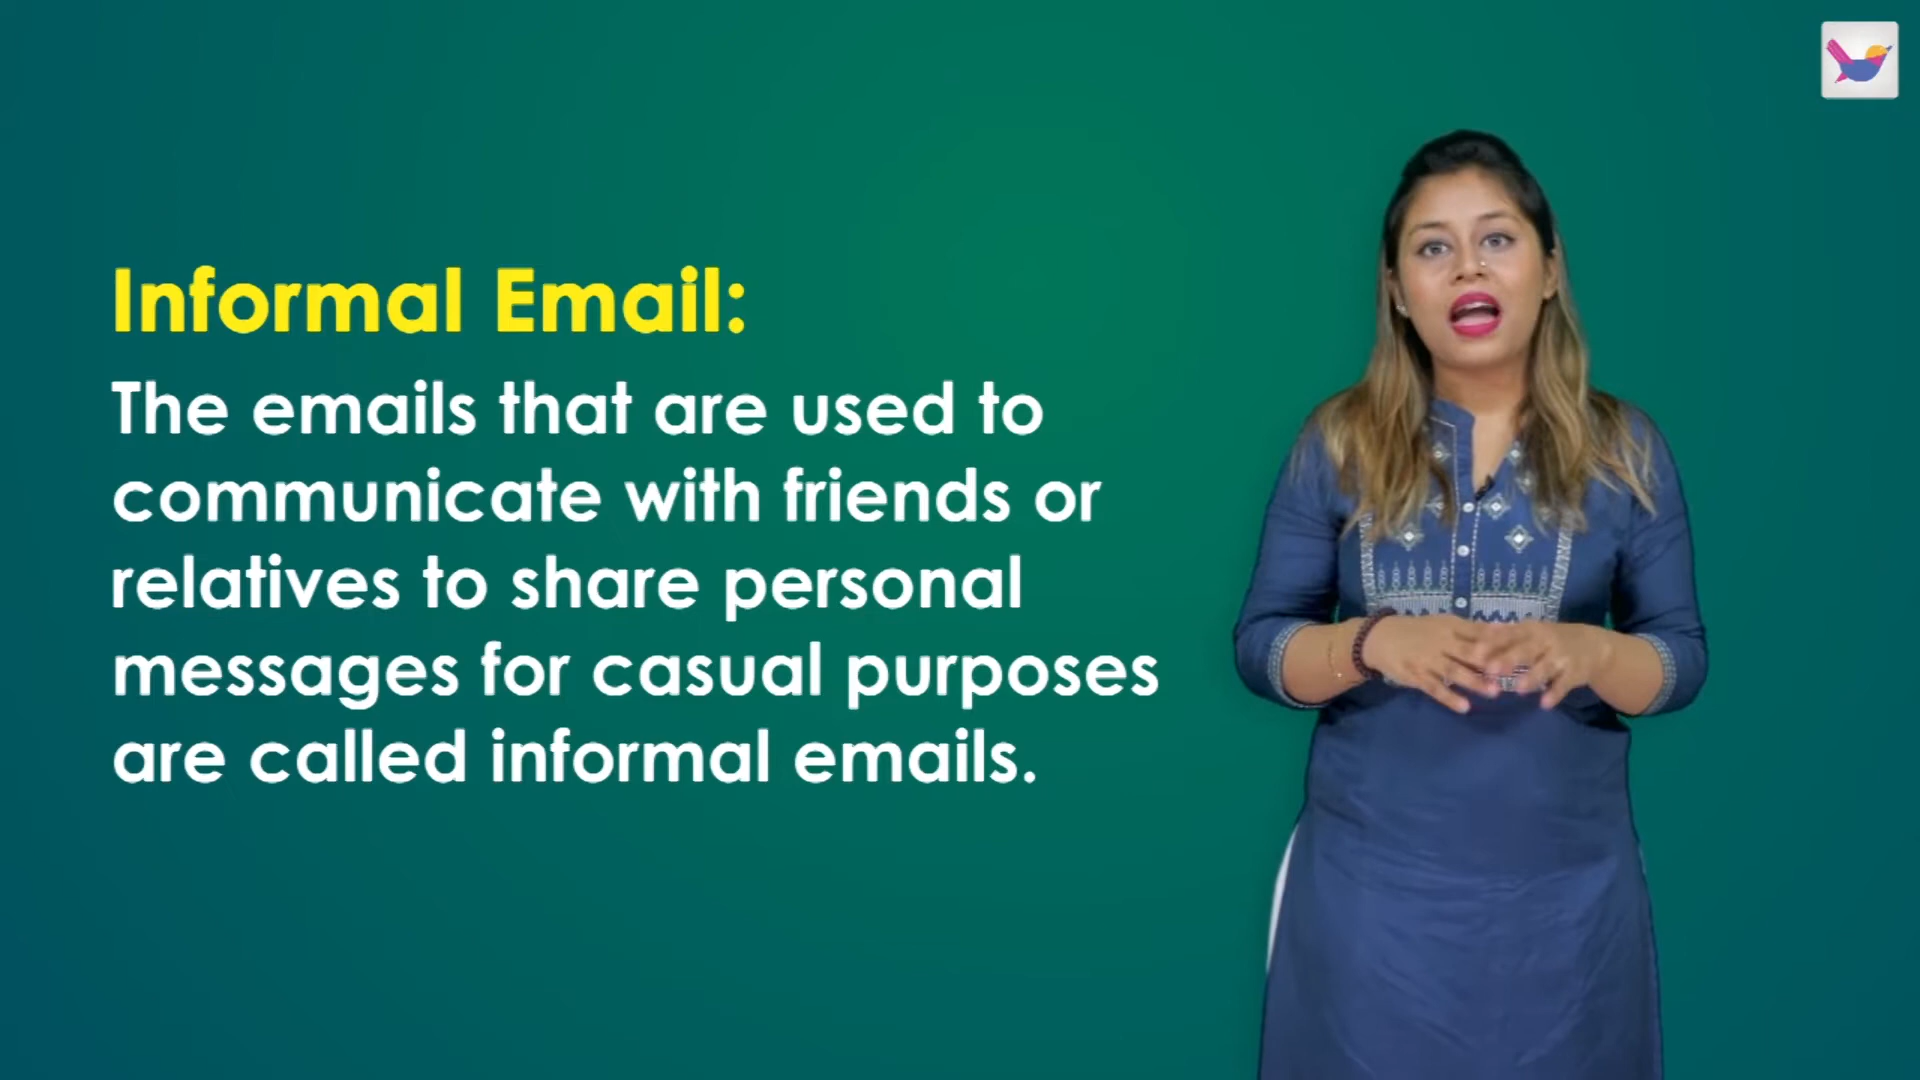 Informal Email:
The emails that are used to
communicate with friends or
relatives to share personal
messages for casual purposes
are called informal emails.